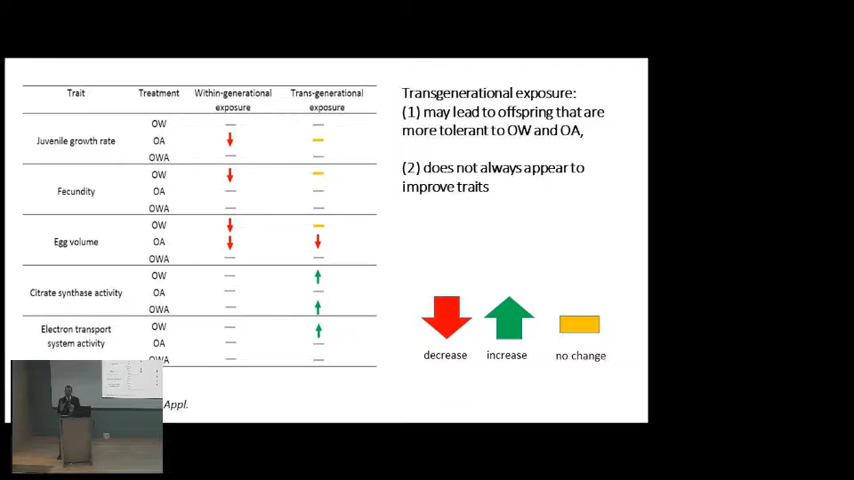 Trait Treatment Within-generational exposure Trans-generational exposure
OW
Juvenile growth rate OA
OWA
OW
Fecundity OA
OWA
OW
Egg volume OA
OWA
OW
Citrate synthase activity OA
OWA
Electron transport system activity OW
OA
OWA
Appl.
Transgenerational exposure:
(1) may lead to offspring that are
more tolerant to OW and OA,
(2) does not always appear to
improve traits
decrease increase no change